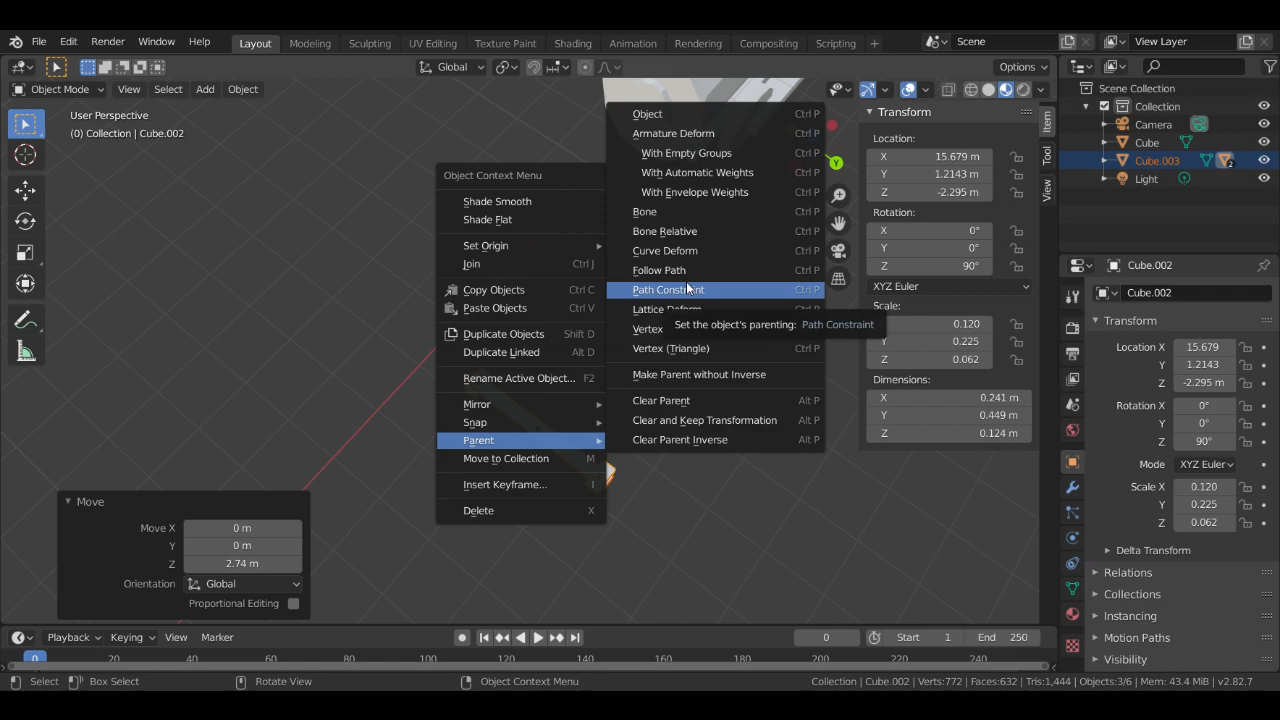 File Edit Render Window Help Layout Modeling Sculpting UV Editing Texture Paint Shading Animation Rendering Compositing Scripting + Scene View Layer
Global Options
Object Mode View Select Add Object
User Perspective
(0) Collection | Cube.002
Object Context Menu
Shade Smooth
Shade Flat
Set Origin
Join Ctrl J
Copy Objects Ctrl C
Paste Objects Ctrl V
Duplicate Objects Shift D
Duplicate Linked Alt D
Rename Active Object... F2
Mirror
Snap
Parent
Move to Collection M
Insert Keyframe... I
Delete X
Object Ctrl P
Armature Deform Ctrl P
With Empty Groups Ctrl P
With Automatic Weights Ctrl P
With Envelope Weights Ctrl P
Bone Ctrl P
Bone Relative Ctrl P
Curve Deform Ctrl P
Follow Path Ctrl P
Path Constraint Ctrl P
Lattice Deform Ctrl P
Vertex
Set the object's parenting: Path Constraint
Vertex (Triangle) Ctrl P
Make Parent without Inverse Ctrl P
Clear Parent Alt P
Clear and Keep Transformation Alt P
Clear Parent Inverse Alt P
Y
Transform
Location:
X 15.679 m
Y 1.2143 m
Z -2.295 m
Rotation:
X 0°
Y 0°
Z 90°
XYZ Euler
Scale:
0.120
Y 0.225
Z 0.062
Dimensions:
X 0.241 m
Y 0.449 m
Z 0.124 m
Item
Tool
View
Scene Collection
Collection
Camera
Cube
Cube.003
2
Light
Cube.002
Cube.002
Transform
Location X 15.679
Y 1.2143
Z -2.295 m
Rotation X 0°
Y 0°
Z 90°
Mode XYZ Euler
Scale X 0.120
Y 0.225
Z 0.062
Delta Transform
Relations
Collections
Instancing
Motion Paths
Visibility
Move
Move X 0 m
Y 0 m
Z 2.74 m
Orientation Global
Proportional Editing
Playback Keying View Marker 0 Start 1 End 250
0 20 40 60 80 100 120 140 160 180 200 220 240
Select Box Select Rotate View Object Context Menu Collection | Cube.002 | Verts:772 | Faces:632 | Tris:1,444 | Objects:3/6 | Mem: 43.4 MiB | v2.82.7